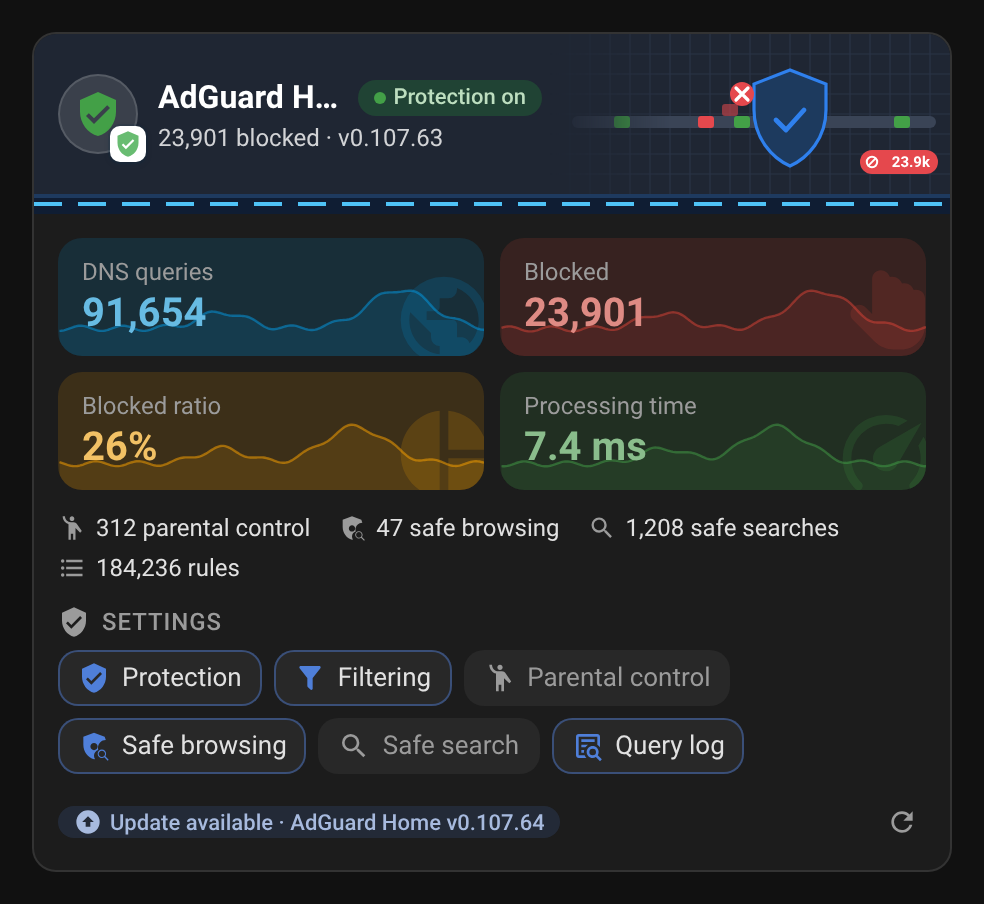 AdGuard H... Protection on
23,901 blocked · v0.107.63
23.9k
DNS queries
91,654
Blocked
23,901
Blocked ratio
26%
Processing time
7.4 ms
312 parental control 47 safe browsing 1,208 safe searches
184,236 rules
SETTINGS
Protection Filtering Parental control
Safe browsing Safe search Query log
Update available · AdGuard Home v0.107.64